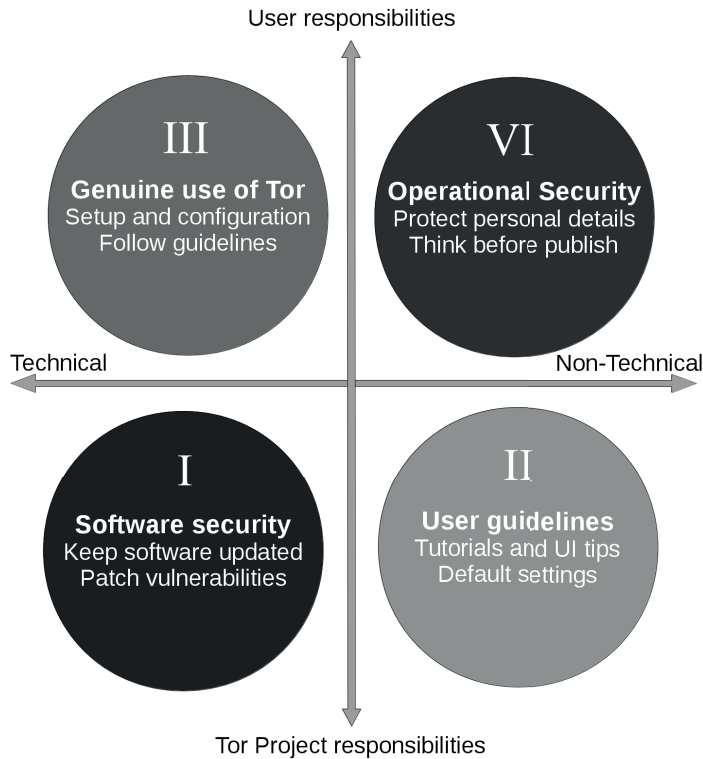 User responsibilities
III
Genuine use of Tor
Setup and configuration
Follow guidelines
VI
Operational Security
Protect personal details
Think before publish
Technical
Non-Technical
I
Software security
Keep software updated
Patch vulnerabilities
II
User guidelines
Tutorials and UI tips
Default settings
Tor Project responsibilities